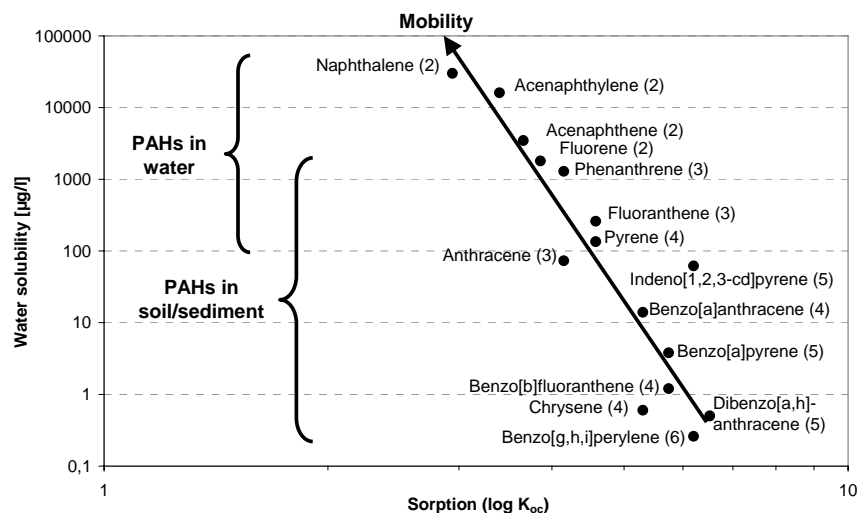 Mobility
100000
10000
1000
100
10
1
0,1
Water solubility [µg/l]
Naphthalene (2)
Acenaphthylene (2)
Acenaphthene (2)
Fluorene (2)
Phenanthrene (3)
Fluoranthene (3)
Pyrene (4)
Anthracene (3)
Indeno[1,2,3-cd]pyrene (5)
Benzo[a]anthracene (4)
Benzo[a]pyrene (5)
Benzo[b]fluoranthene (4)
Chrysene (4)
Dibenzo[a,h]-
anthracene (5)
Benzo[g,h,i]perylene (6)
PAHs in
water
PAHs in
soil/sediment
1
10
Sorption (log Koc)